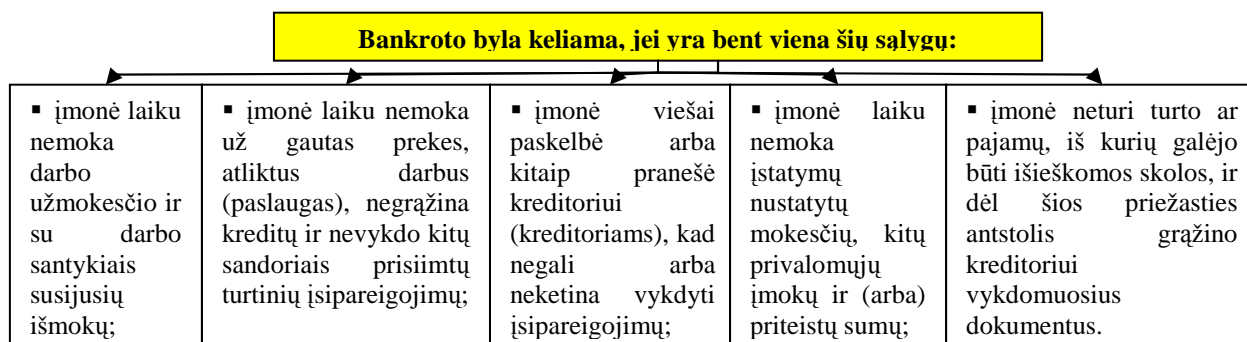 Bankroto byla keliama, jei yra bent viena šių sąlygų:
▪ įmonė laiku
nemoka
darbo
užmokesčio ir
su darbo
santykiais
susijusių
išmokų;
▪ įmonė laiku nemoka
už gautas prekes,
atliktus darbus
(paslaugas), negrąžina
kreditų ir nevykdo kitų
sandoriais prisiimtų
turtinių įsipareigojimų;
▪ įmonė viešai
paskelbė arba
kitaip pranešė
kreditoriui
(kreditoriams), kad
negali arba
neketina vykdyti
įsipareigojimų;
▪ įmonė laiku
nemoka
įstatymų
nustatytų
mokesčių, kitų
privalomųjų
įmokų ir (arba)
priteistų sumų;
▪ įmonė neturi turto ar
pajamų, iš kurių galėjo
būti išieškomos skolos, ir
dėl šios priežasties
antstolis grąžino
kreditoriui
vykdomuosius
dokumentus.